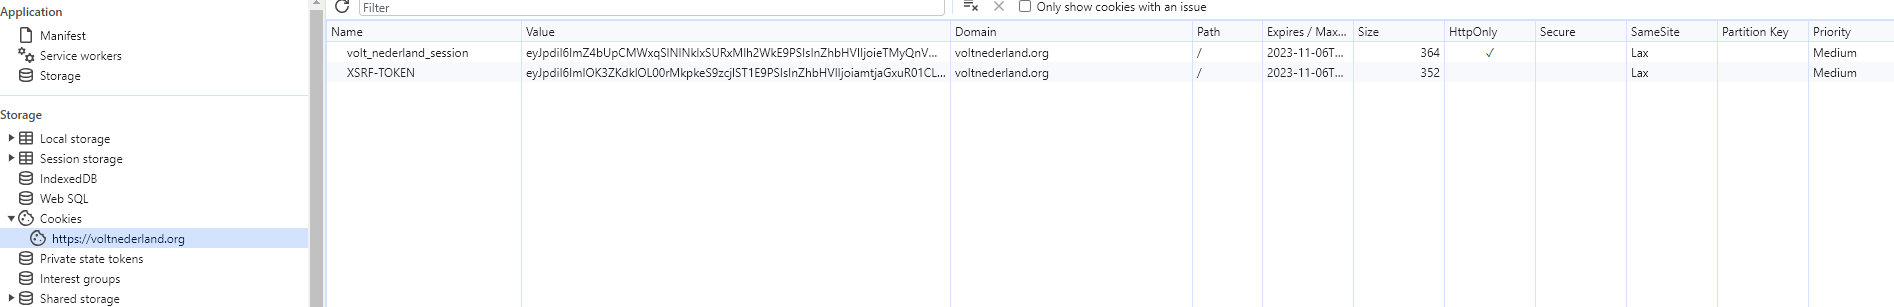 Application
Manifest
Service workers
Storage
Storage
Local storage
Session storage
IndexedDB
Web SQL
Cookies
https://voltnederland.org
Private state tokens
Interest groups
Shared storage
Filter
Only show cookies with an issue
Name Value Domain Path Expires / Max... Size HttpOnly Secure SameSite Partition Key Priority
volt_nederland_session voltnederland.org / 2023-11-06T... 364 ✓ Lax Medium
XSRF-TOKEN voltnederland.org / 2023-11-06T... 352 Lax Medium